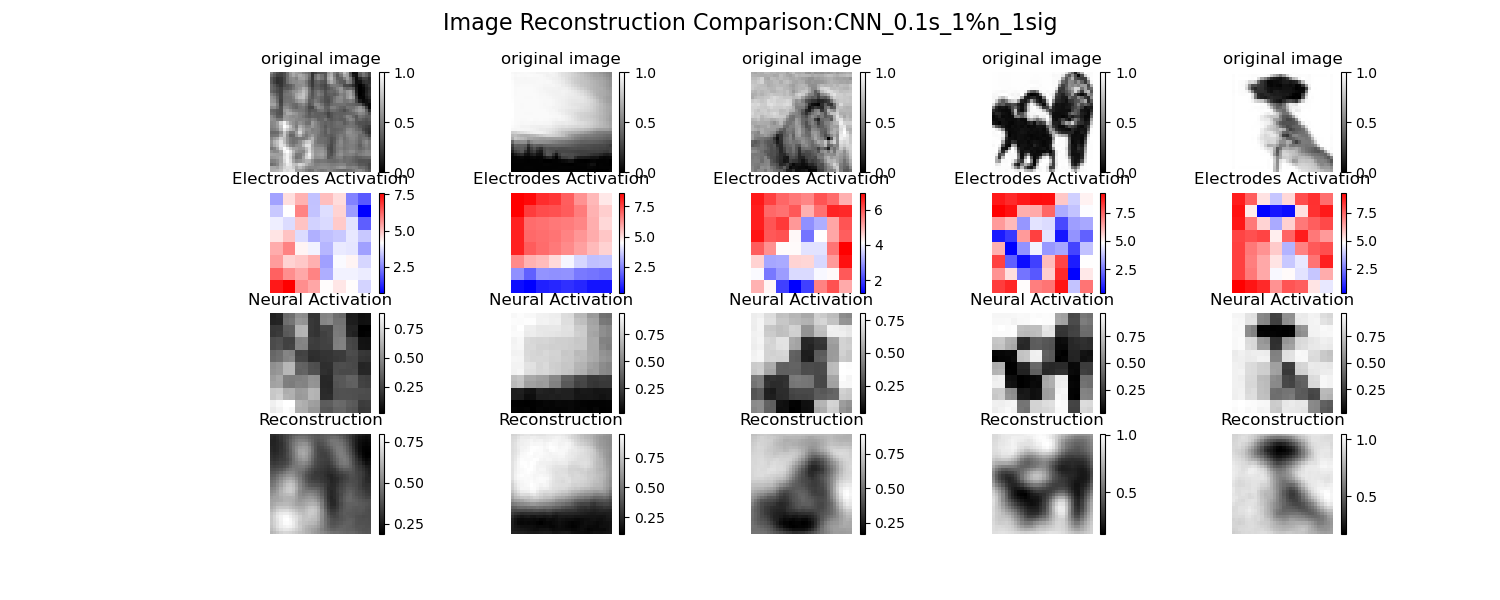 Image Reconstruction Comparison:CNN_0.1s_1%n_1sig
original image original image original image original image original image
1.0 1.0 1.0 1.0 1.0
0.5 0.5 0.5 0.5 0.5
0.0 0.0 0.0 0.0 0.0
Electrodes Activation Electrodes Activation Electrodes Activation Electrodes Activation Electrodes Activation
7.5 7.5 6 7.5 7.5
5.0 5.0 4 5.0 5.0
2.5 2.5 2 2.5 2.5
Neural Activation Neural Activation Neural Activation Neural Activation Neural Activation
0.75 0.75 0.75 0.75 0.75
0.50 0.50 0.50 0.50 0.50
0.25 0.25 0.25 0.25 0.25
Reconstruction Reconstruction Reconstruction Reconstruction Reconstruction
0.75 0.75 0.75 1.0 1.0
0.50 0.50 0.50 0.5 0.5
0.25 0.25 0.25